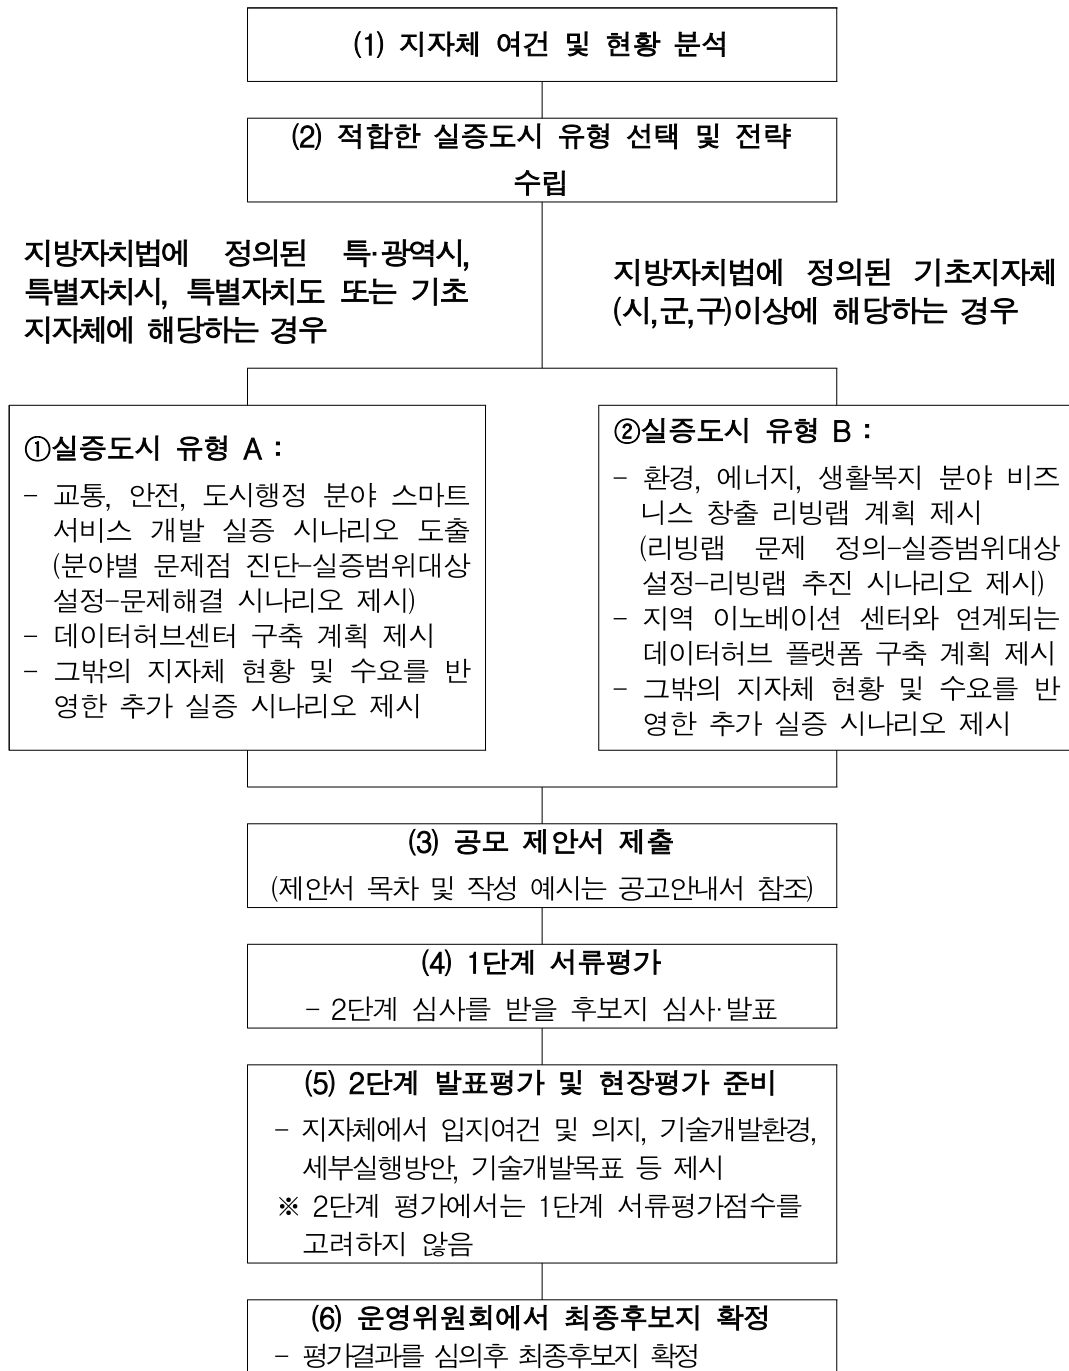 (1) 지자체 여건 및 현황 분석
(2) 적합한 실증도시 유형 선택 및 전략
수립
지방자치법에 정의된 특·광역시,
특별자치시, 특별자치도 또는 기초
지자체에 해당하는 경우
지방자치법에 정의된 기초지자체
(시,군,구)이상에 해당하는 경우
①실증도시 유형 A :
- 교통, 안전, 도시행정 분야 스마트
서비스 개발 실증 시나리오 도출
(분야별 문제점 진단-실증범위대상
설정-문제해결 시나리오 제시)
- 데이터허브센터 구축 계획 제시
- 그밖의 지자체 현황 및 수요를 반
영한 추가 실증 시나리오 제시
②실증도시 유형 B :
- 환경, 에너지, 생활복지 분야 비즈
니스 창출 리빙랩 계획 제시
(리빙랩 문제 정의-실증범위대상
설정-리빙랩 추진 시나리오 제시)
- 지역 이노베이션 센터와 연계되는
데이터허브 플랫폼 구축 계획 제시
- 그밖의 지자체 현황 및 수요를 반
영한 추가 실증 시나리오 제시
(3) 공모 제안서 제출
(제안서 목차 및 작성 예시는 공고안내서 참조)
(4) 1단계 서류평가
- 2단계 심사를 받을 후보지 심사·발표
(5) 2단계 발표평가 및 현장평가 준비
- 지자체에서 입지여건 및 의지, 기술개발환경,
세부실행방안, 기술개발목표 등 제시
※ 2단계 평가에서는 1단계 서류평가점수를
고려하지 않음
(6) 운영위원회에서 최종후보지 확정
- 평가결과를 심의후 최종후보지 확정